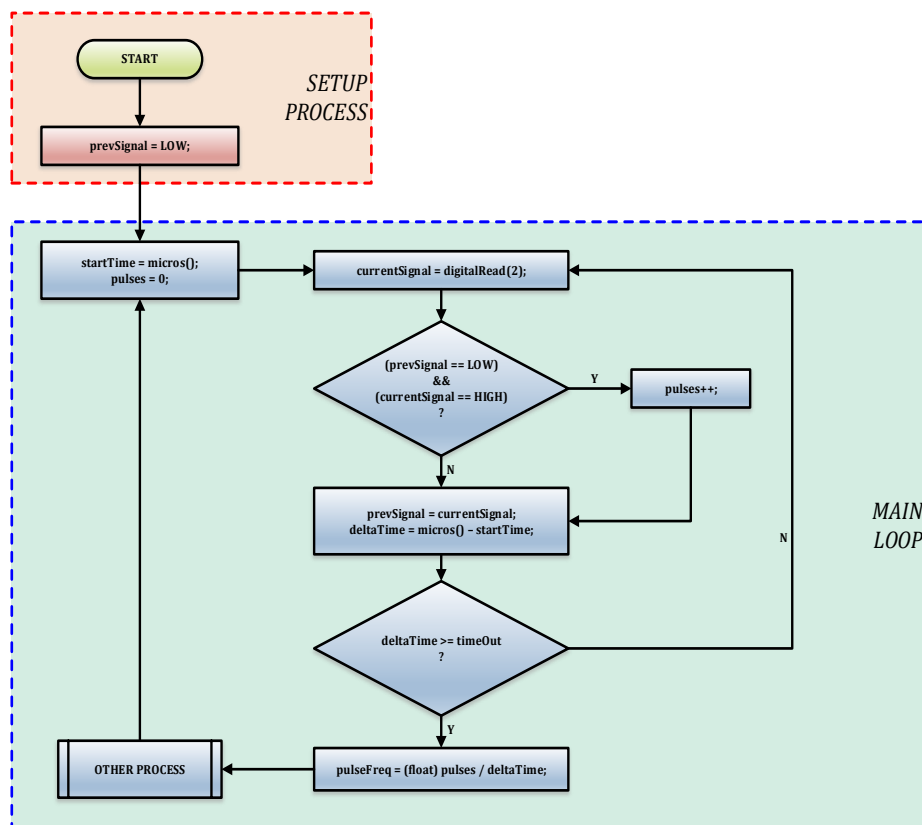 START
SETUP
PROCESS
prevSignal = LOW;
startTime = micros();
pulses = 0;
currentSignal = digitalRead(2);
(prevSignal == LOW)
&&
(currentSignal == HIGH)
?
Y
pulses++;
N
prevSignal = currentSignal;
deltaTime = micros() – startTime;
MAIN
LOOP
N
deltaTime >= timeOut
?
Y
OTHER PROCESS
pulseFreq = (float) pulses / deltaTime;